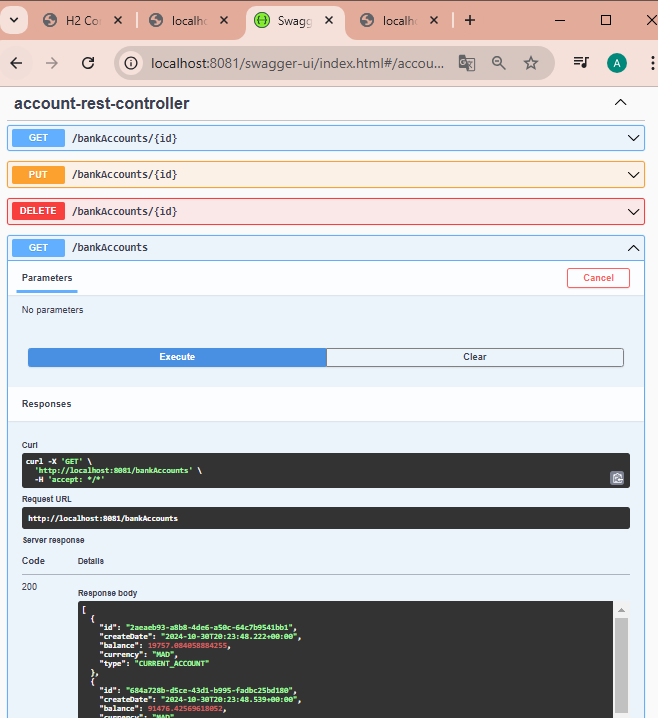 H2 Co
localh
Swagg
localh
localhost:8081/swagger-ui/index.html#/accou...
A
account-rest-controller
GET /bankAccounts/{id}
PUT /bankAccounts/{id}
DELETE /bankAccounts/{id}
GET /bankAccounts
Parameters
Cancel
No parameters
Execute
Clear
Responses
Curl
curl -X 'GET' \
'http://localhost:8081/bankAccounts' \
-H 'accept: */*'
Request URL
http://localhost:8081/bankAccounts
Server response
Code Details
200
Response body
[
{
"id": "2aeaeb93-a8b8-4de6-a50c-64c7b9541bb1",
"createDate": "2024-10-30T20:23:48.222+00:00",
"balance": 19757.084058884255,
"currency": "MAD",
"type": "CURRENT_ACCOUNT"
},
{
"id": "684a728b-d5ce-43d1-b995-fadbc25bd180",
"createDate": "2024-10-30T20:23:48.539+00:00",
"balance": 91476.42569618052,
"currency": "MAD",